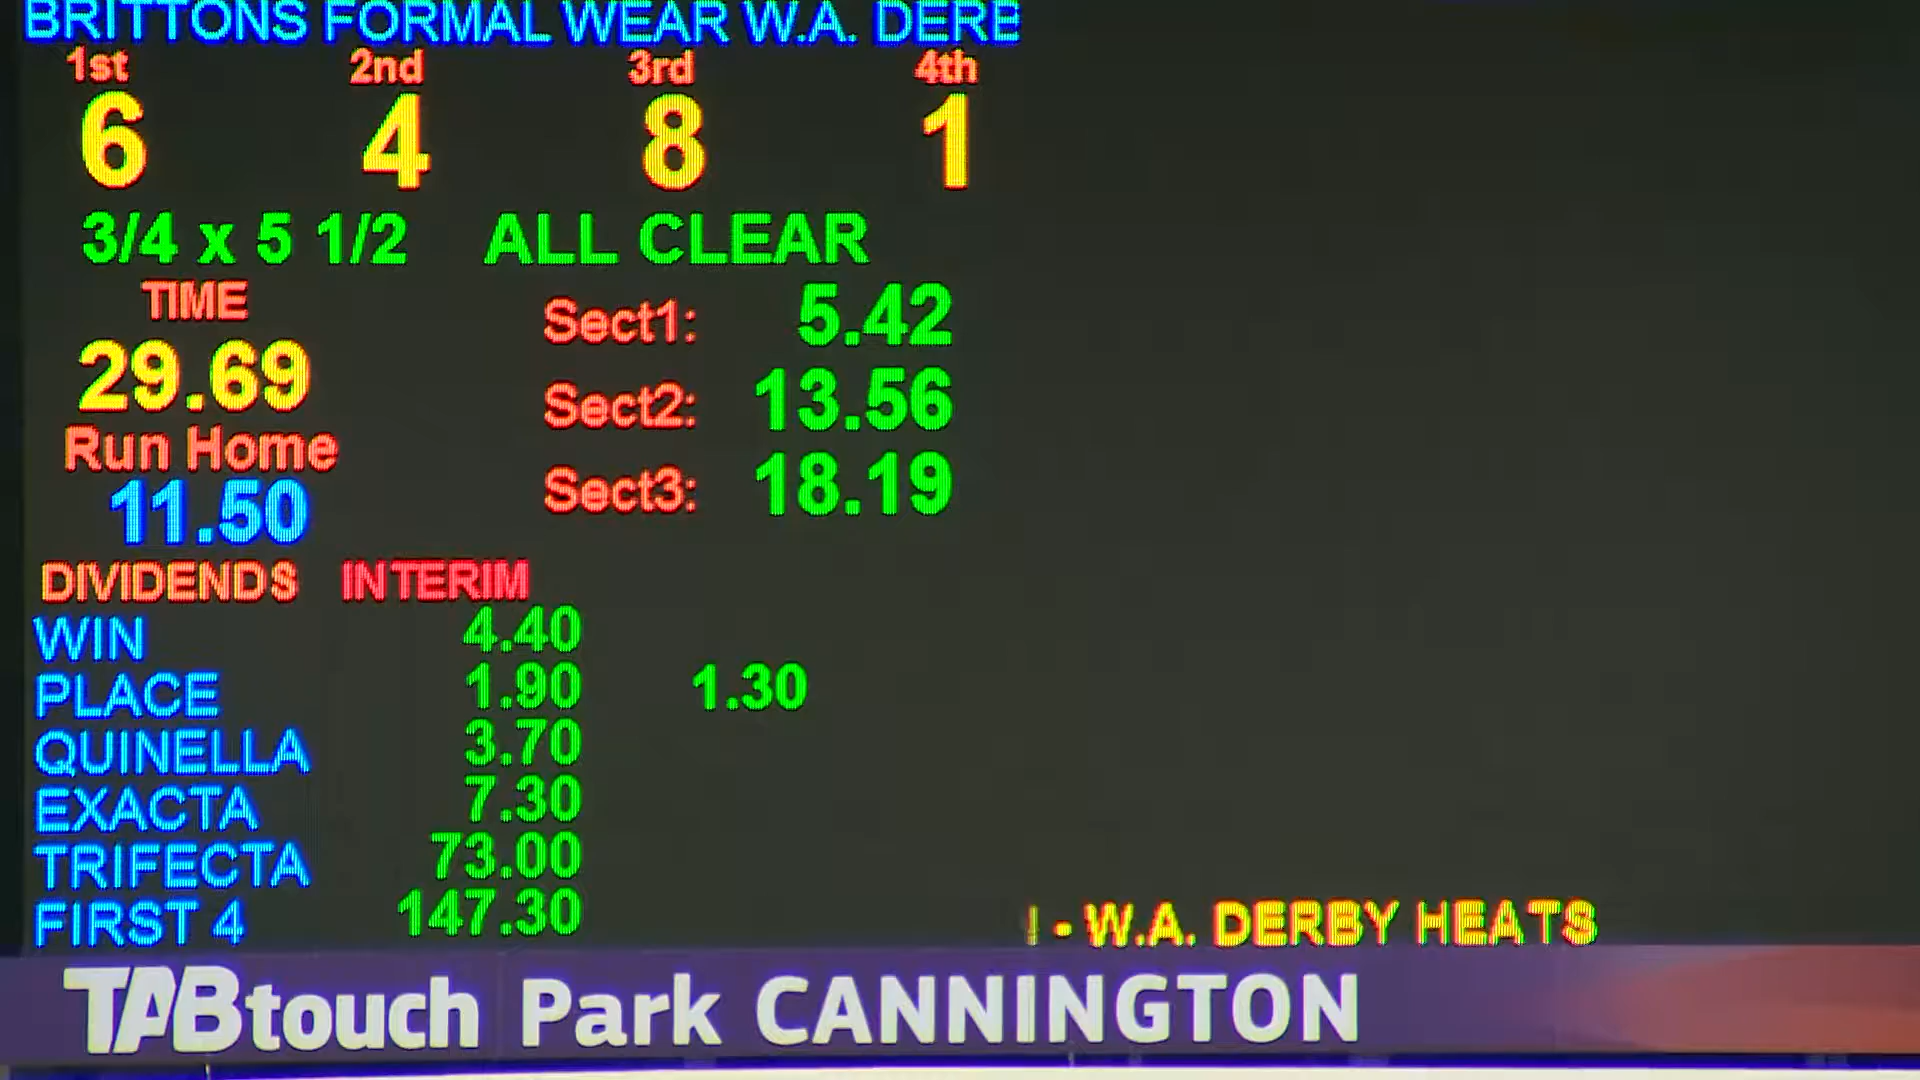 BRITTONS FORMAL WEAR W.A. DERB
1st 2nd 3rd 4th
6 4 8 1
3/4 x 5 1/2 ALL CLEAR
TIME
29.69
Sect1: 5.42
Sect2: 13.56
Run Home
11.50
Sect3: 18.19
DIVIDENDS INTERIM
WIN 4.40
PLACE 1.90 1.30
QUINELLA 3.70
EXACTA 7.30
TRIFECTA 73.00
FIRST 4 147.30
- W.A. DERBY HEATS
TABtouch Park CANNINGTON